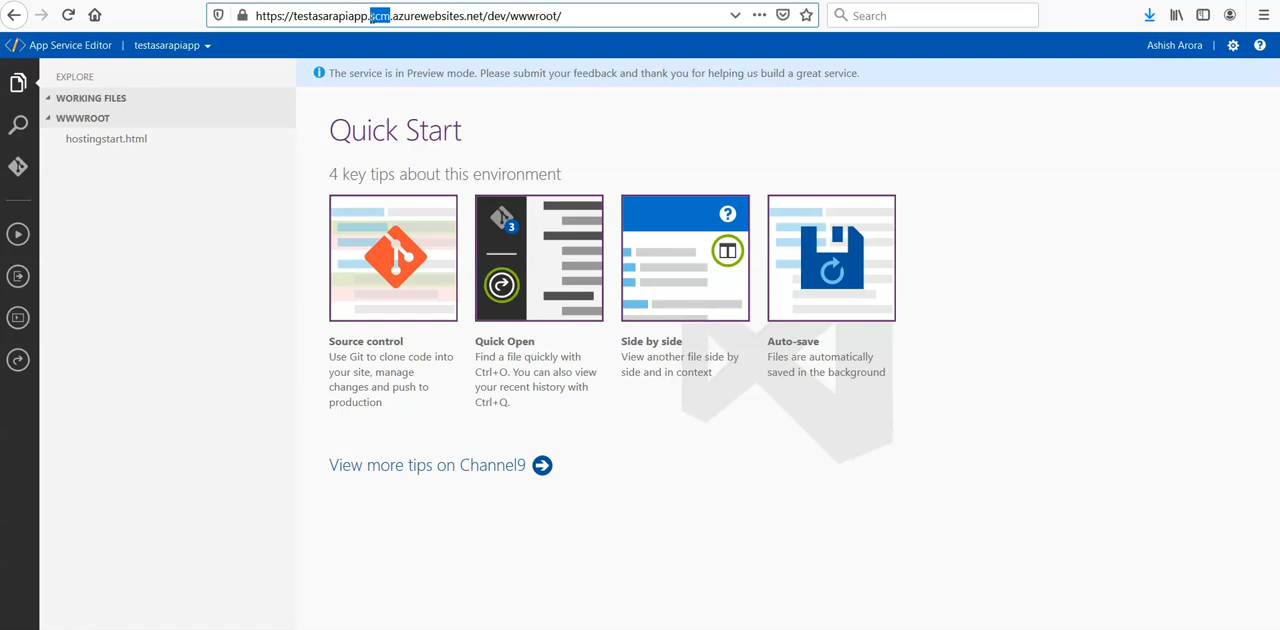 https://testasarapiapp.scm.azurewebsites.net/dev/wwwroot/
Search
App Service Editor | testasarapiapp
Ashish Arora |
EXPLORE
WORKING FILES
WWWROOT
hostingstart.html
The service is in Preview mode. Please submit your feedback and thank you for helping us build a great service.
Quick Start
4 key tips about this environment
3
Source control
Use Git to clone code into
your site, manage
changes and push to
production
Quick Open
Find a file quickly with
Ctrl+O. You can also view
your recent history with
Ctrl+Q.
Side by side
View another file side by
side and in context
Auto-save
Files are automatically
saved in the background
View more tips on Channel9